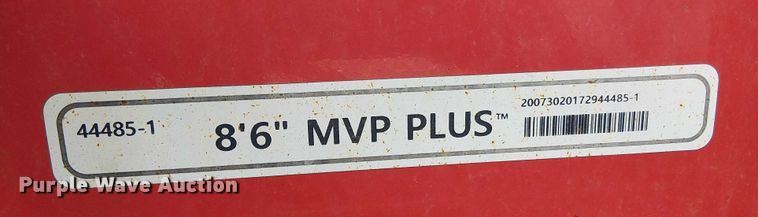 44485-1
8'6" MVP PLUS™
20073020172944485-1
Purple Wave Auction